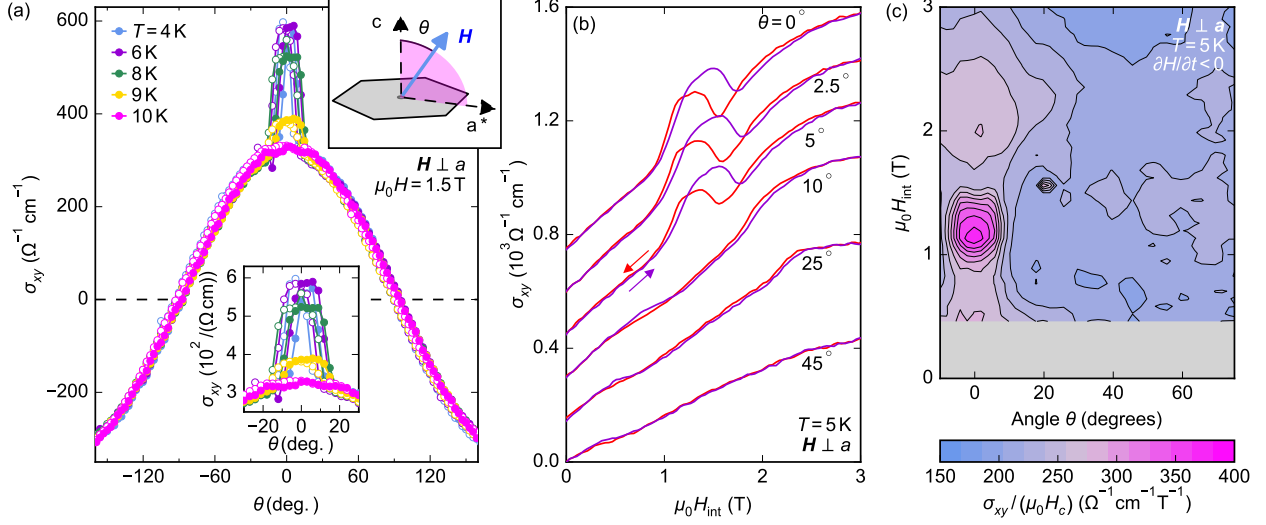 (a)
600
400
200
0
−200
σxy (Ω−1 cm−1)
T = 4 K
6 K
8 K
9 K
10 K
c
θ
H
a*
H ⊥ a
μ0H = 1.5 T
6
5
4
3
σxy (10² /(Ω cm))
−20 0 20
θ(deg.)
−120 −60 0 60 120
θ(deg.)
(b)
1.6
1.2
0.8
0.4
0.0
σxy (10³ Ω−1 cm−1)
θ = 0°
2.5°
5°
10°
25°
45°
T = 5 K
H ⊥ a
0 1 2 3
μ0Hint (T)
(c)
H ⊥ a
T = 5 K
∂H/∂t < 0
3
2
1
0
μ0Hint (T)
0 20 40 60
Angle θ (degrees)
150 200 250 300 350 400
σxy /(μ0Hc) (Ω−1cm−1T−1)